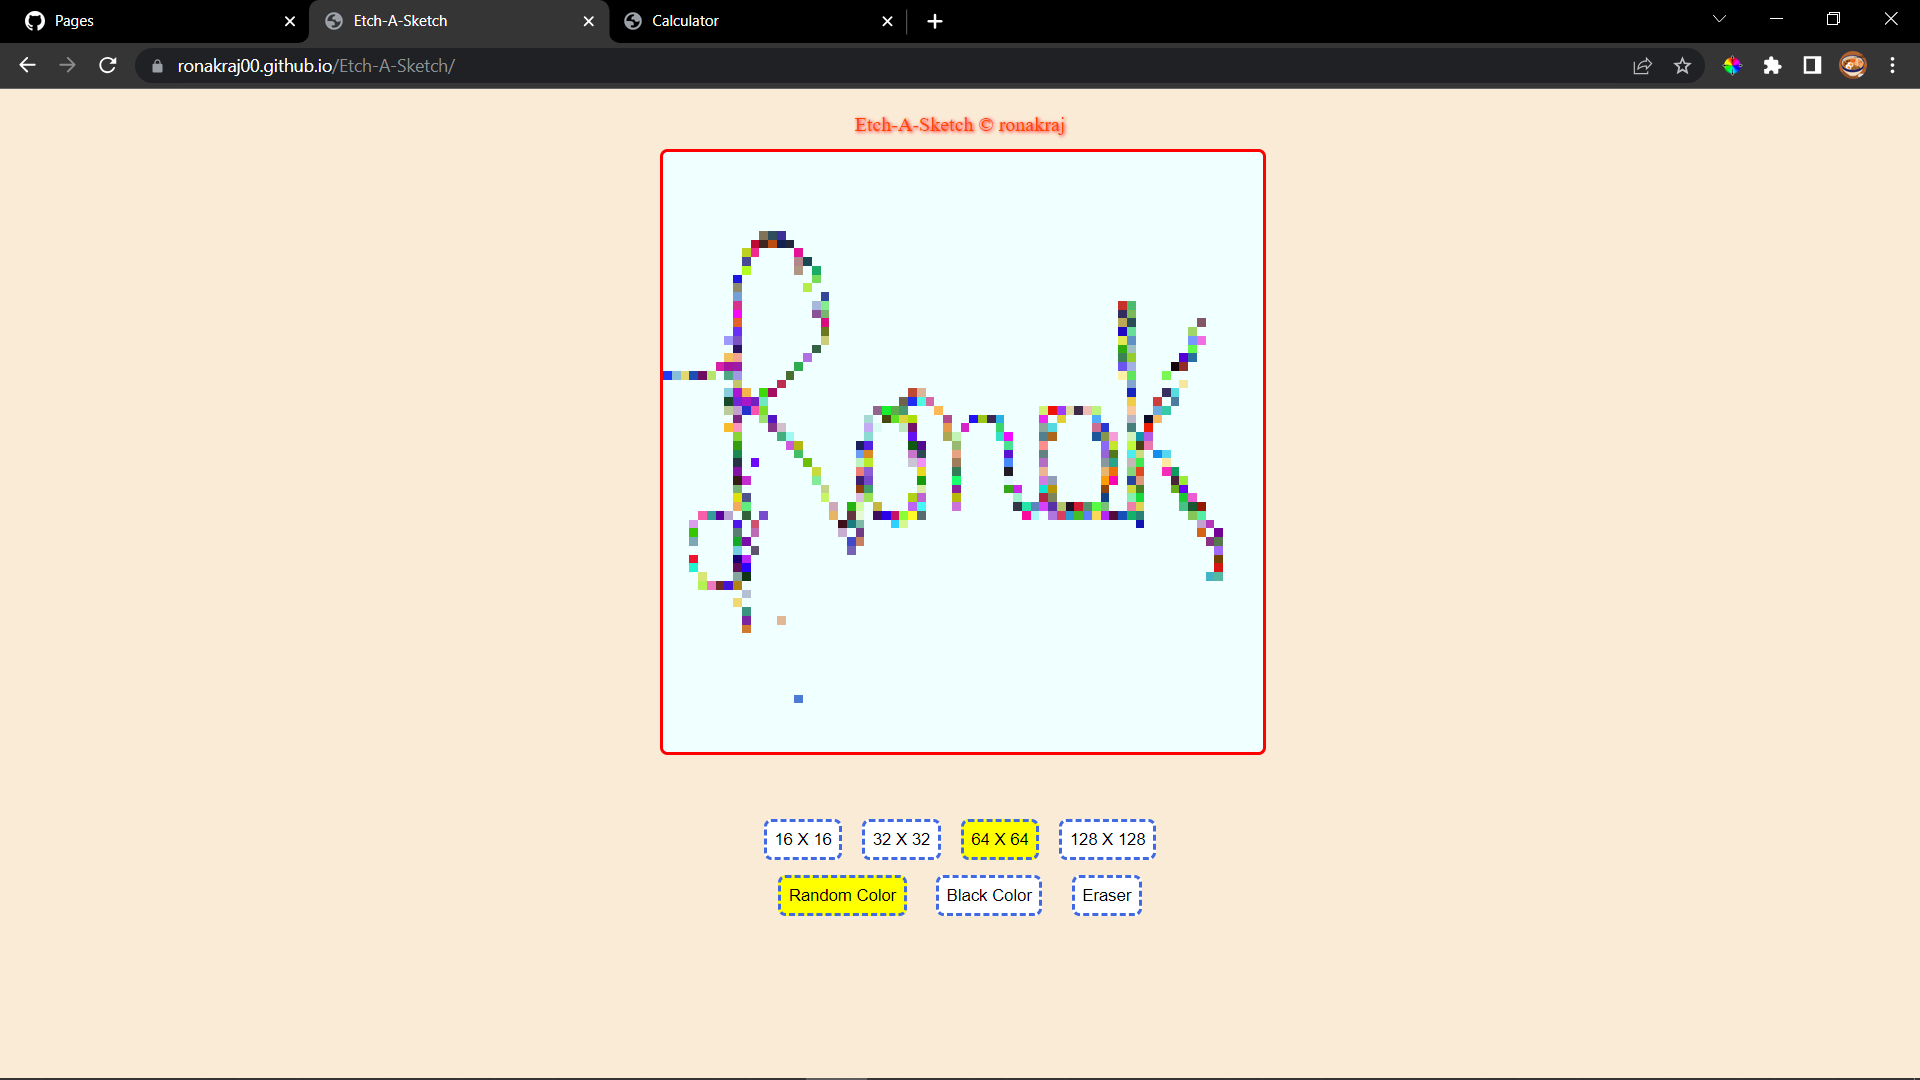 Pages
Etch-A-Sketch
Calculator
ronakraj00.github.io/Etch-A-Sketch/
Etch-A-Sketch © ronakraj
Ronak
16 X 16
32 X 32
64 X 64
128 X 128
Random Color
Black Color
Eraser